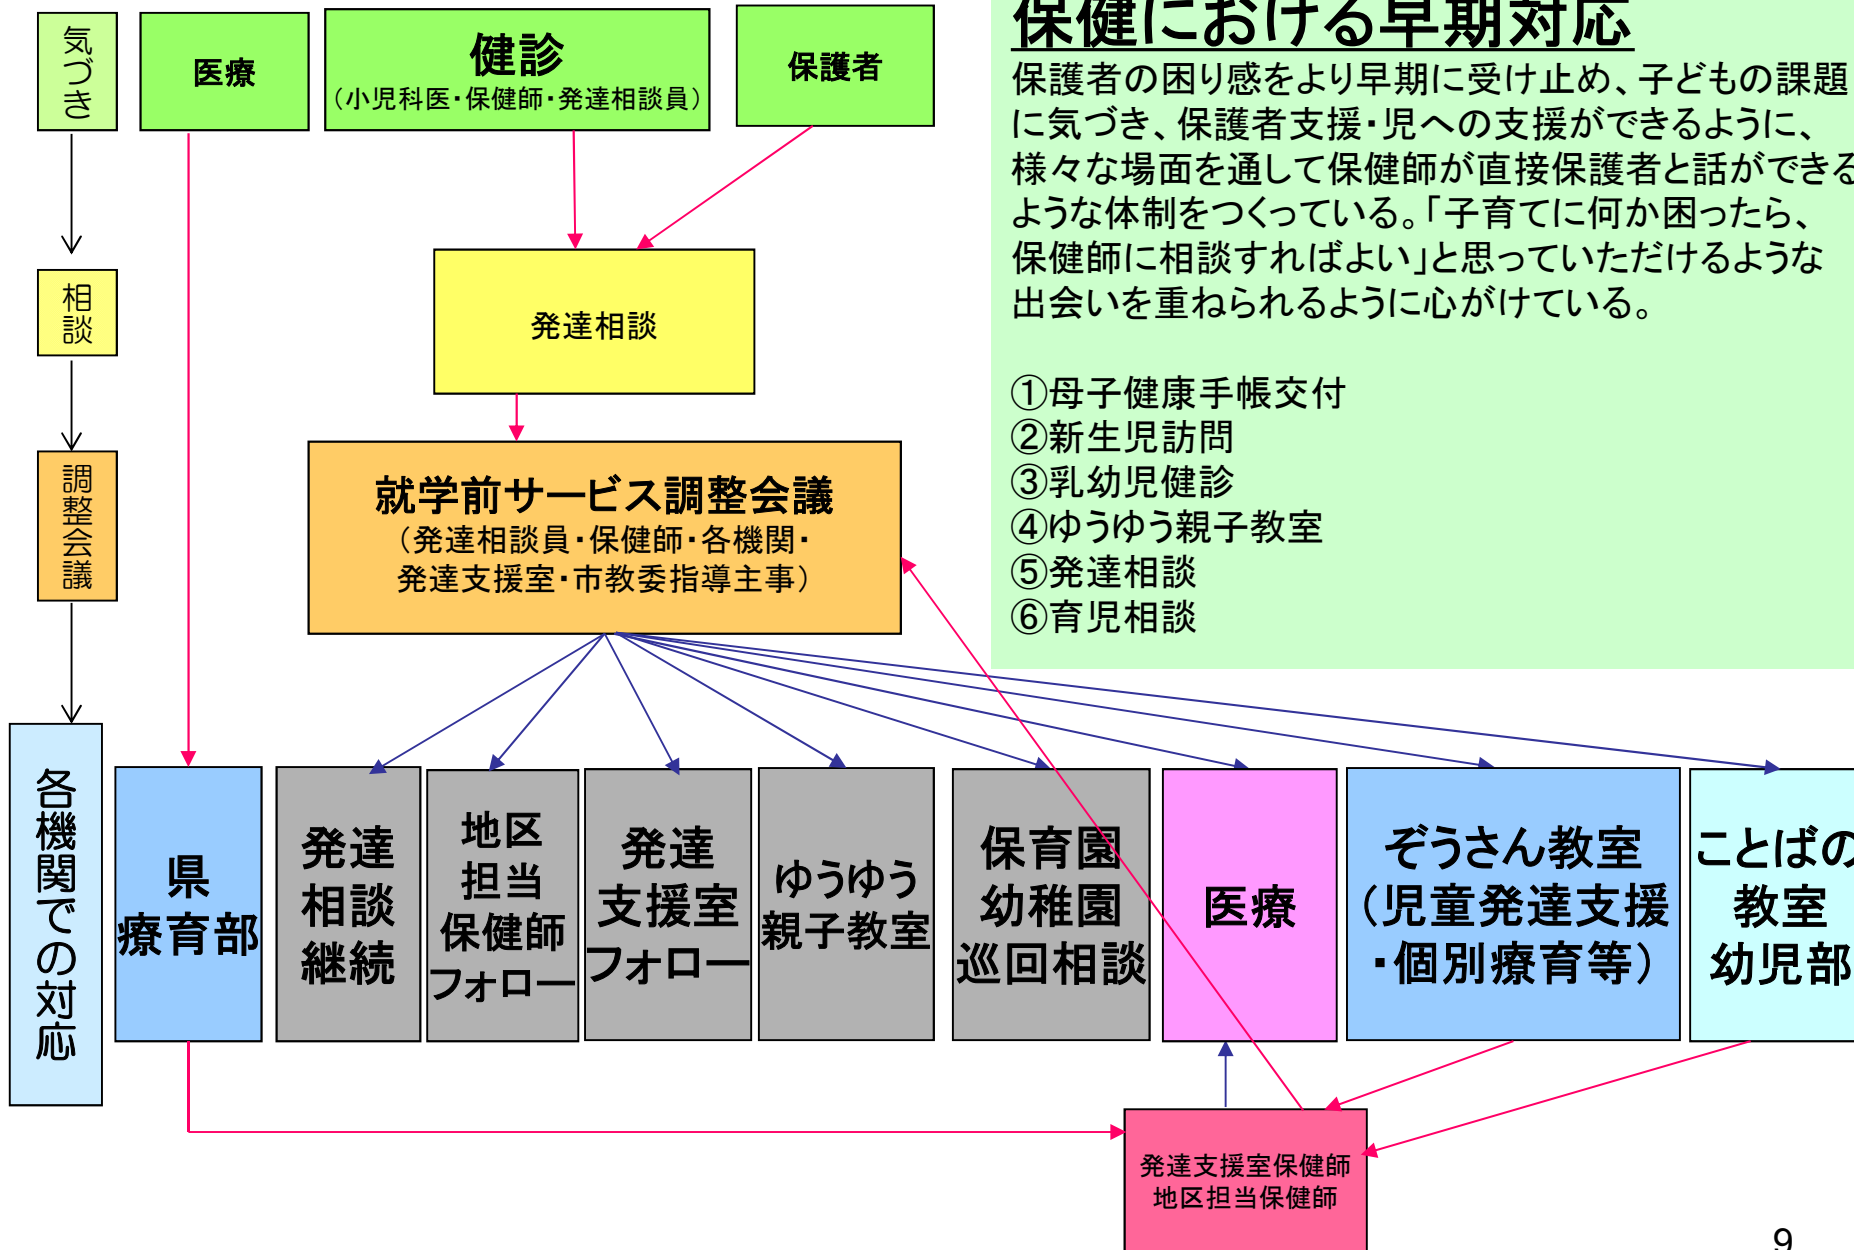 気づき
医療
健診
（小児科医・保健師・発達相談員）
保護者
相談
発達相談
調整会議
就学前サービス調整会議
（発達相談員・保健師・各機関・
発達支援室・市教委指導主事）
保健における早期対応
保護者の困り感をより早期に受け止め、子どもの課題
に気づき、保護者支援・児への支援ができるように、
様々な場面を通して保健師が直接保護者と話ができる
ような体制をつくっている。「子育てに何か困ったら、
保健師に相談すればよい」と思っていただけるような
出会いを重ねられるように心がけている。
①母子健康手帳交付
②新生児訪問
③乳幼児健診
④ゆうゆう親子教室
⑤発達相談
⑥育児相談
各機関での対応
県
療育部
発達
相談
継続
地区
担当
保健師
フォロー
発達
支援室
フォロー
ゆうゆう
親子教室
保育園
幼稚園
巡回相談
医療
ぞうさん教室
（児童発達支援
・個別療育等）
ことばの
教室
幼児部
発達支援室保健師
地区担当保健師
9